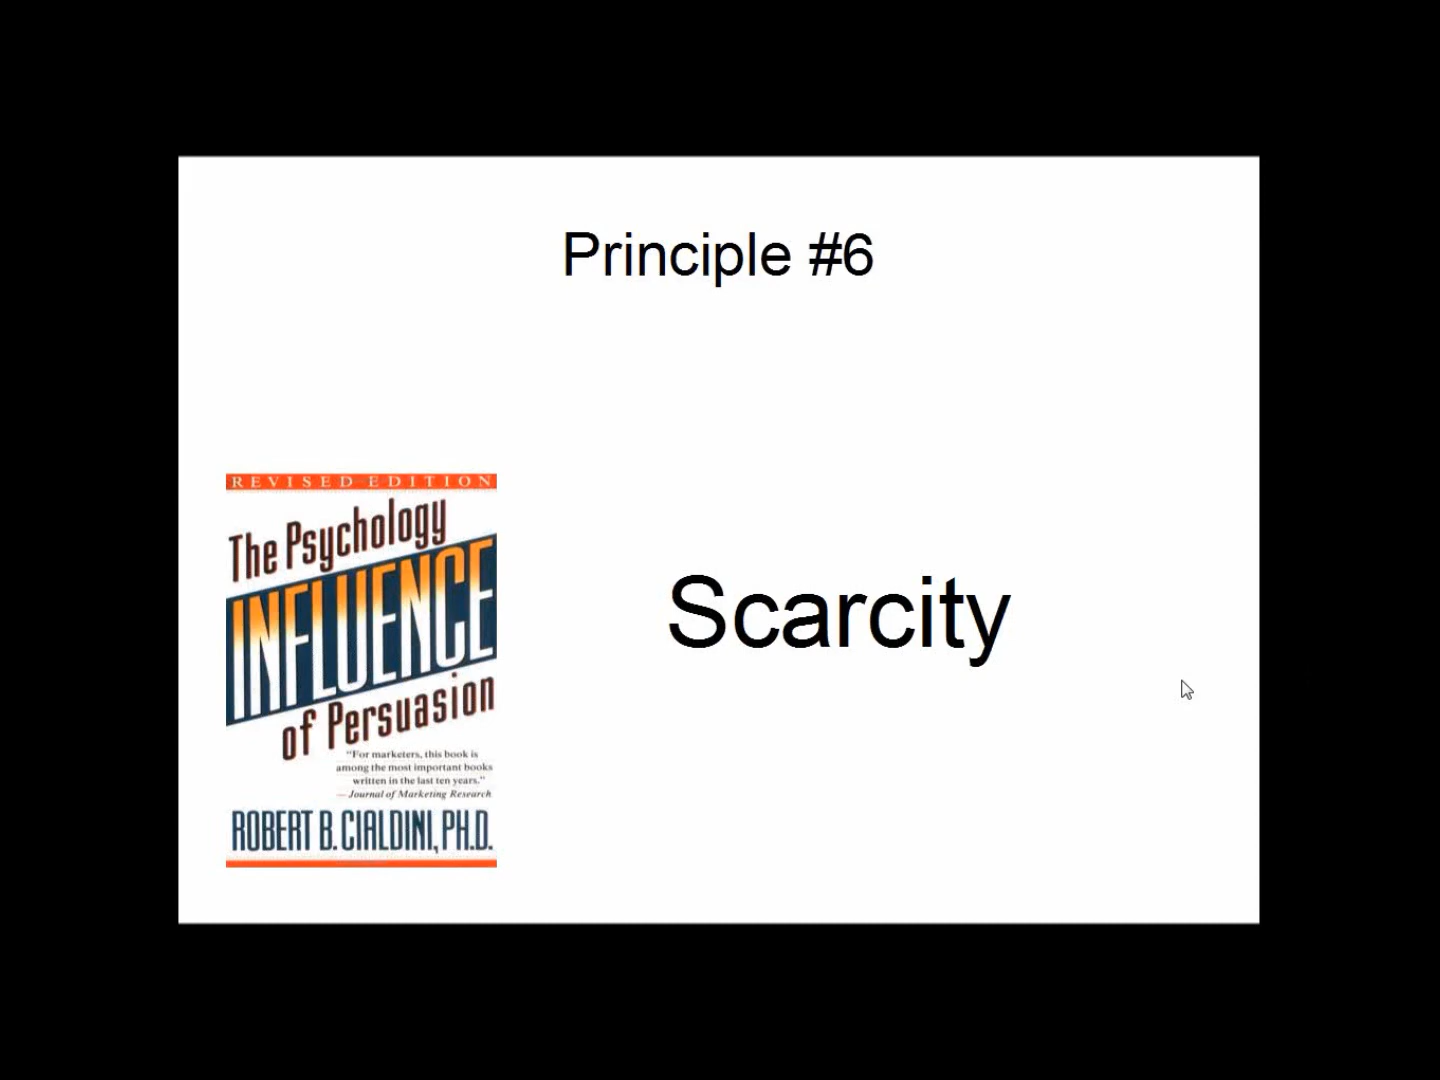 Principle #6
REVISED EDITION
The Psychology
INFLUENCE
of Persuasion
"For marketers, this book is
among the most important books
written in the last ten years."
— Journal of Marketing Research
ROBERT B. CIALDINI, PH.D.
Scarcity